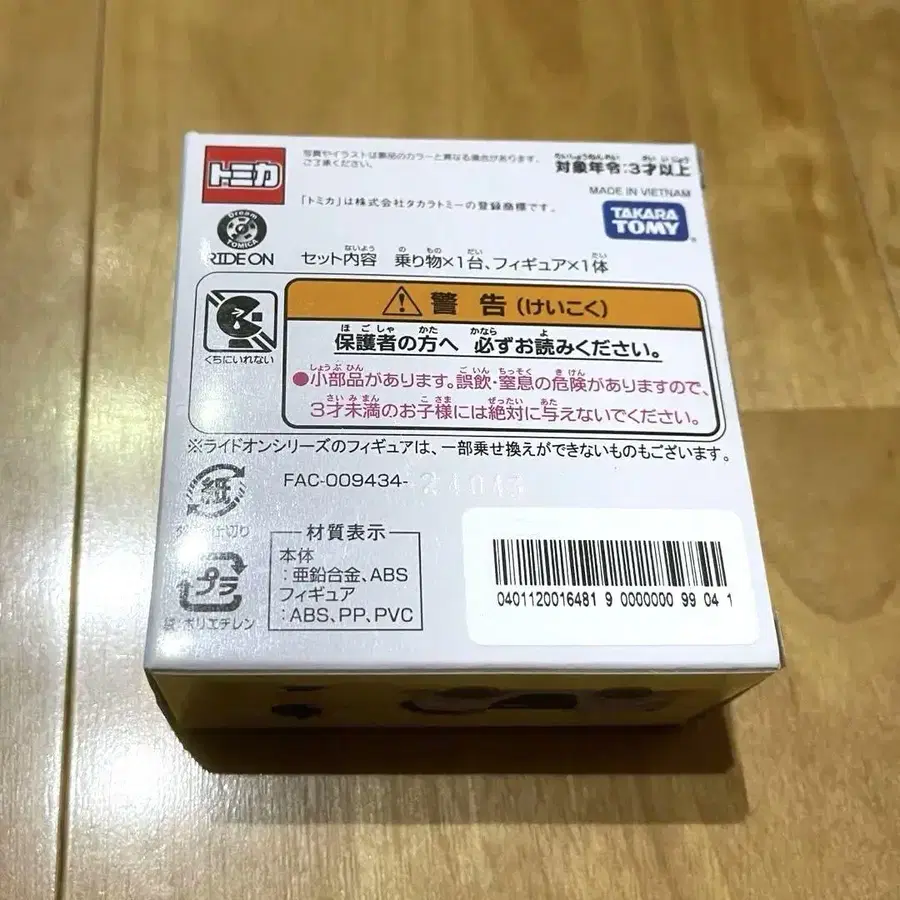 トミカ
写真やイラストは製品のカラーと異なる場合があります。
ご了承ください。
たいしょうねんれい さい いじょう
対象年令:3才以上
MADE IN VIETNAM
「トミカ」は株式会社タカラトミーの登録商標です。
TAKARA
TOMY®
Dream
TOMICA
RIDE ON
ないよう の もの だい たい
セット内容 乗り物×1台、フィギュア×1体
警告(けいこく)
くちにいれない
ほごしゃ かた かなら よ
保護者の方へ 必ずお読みください。
しょうぶひん ごいん ちっそく きけん
●小部品があります。誤飲・窒息の危険がありますので、
さいみまん こさま ぜったい あた
3才未満のお子様には絶対に与えないでください。
※ライドオンシリーズのフィギュアは、一部乗せ換えができないものもございます。
紙
仕切り
FAC-009434-
プラ
袋:ポリエチレン
材質表示
本体
:亜鉛合金、ABS
フィギュア
:ABS、PP、PVC
0401120016481 9 0000000 99 04 1